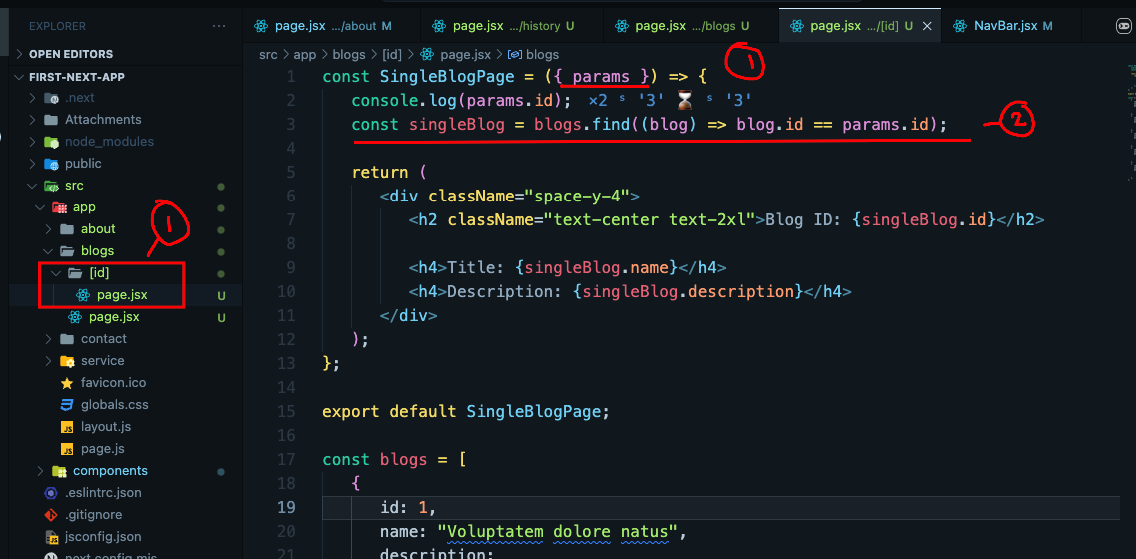 EXPLORER
OPEN EDITORS
FIRST-NEXT-APP
.next
Attachments
node_modules
public
src
app
about
blogs
[id]
page.jsx U
page.jsx U
contact
service
favicon.ico
globals.css
layout.js
page.js
components
.eslintrc.json
.gitignore
jsconfig.json
next.config.mjs
1
page.jsx .../about M
page.jsx .../history U
page.jsx .../blogs U
page.jsx .../[id] U
NavBar.jsx M
src > app > blogs > [id] > page.jsx > blogs
1
2
1 const SingleBlogPage = ({ params }) => {
2 console.log(params.id); ×2 s '3' ⌛ s '3'
3 const singleBlog = blogs.find((blog) => blog.id == params.id);
4
5 return (
6 <div className="space-y-4">
7 <h2 className="text-center text-2xl">Blog ID: {singleBlog.id}</h2>
8
9 <h4>Title: {singleBlog.name}</h4>
10 <h4>Description: {singleBlog.description}</h4>
11 </div>
12 );
13 };
14
15 export default SingleBlogPage;
16
17 const blogs = [
18 {
19 id: 1,
20 name: "Voluptatem dolore natus",
21 description: